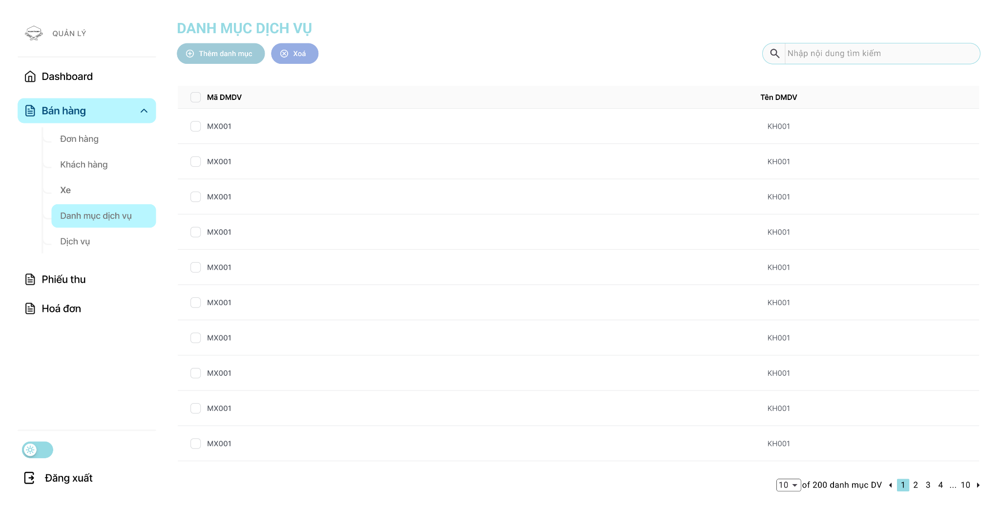 QUẢN LÝ
Dashboard
Bán hàng
Đơn hàng
Khách hàng
Xe
Danh mục dịch vụ
Dịch vụ
Phiếu thu
Hoá đơn
Đăng xuất
DANH MỤC DỊCH VỤ
Thêm danh mục Xoá
Nhập nội dung tìm kiếm
Mã DMDV Tên DMDV
MX001 KH001
MX001 KH001
MX001 KH001
MX001 KH001
MX001 KH001
MX001 KH001
MX001 KH001
MX001 KH001
MX001 KH001
MX001 KH001
10 of 200 danh mục DV 1 2 3 4 ... 10